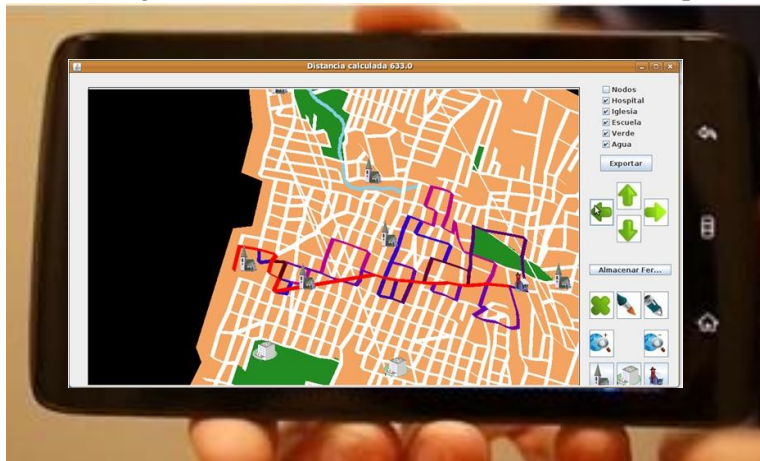 Distancia calculada 633.0
Nodos
Hospital
Iglesia
Escuela
Verde
Agua
Exportar
Almacenar Fer...